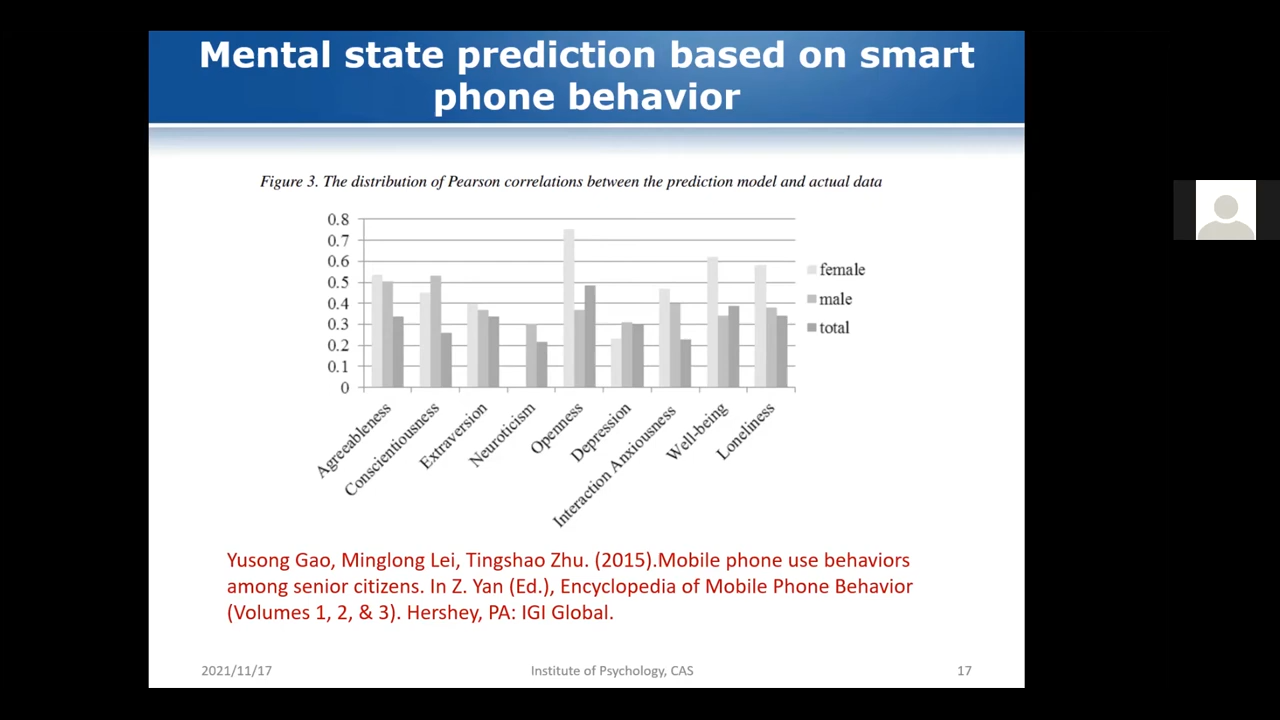 Mental state prediction based on smart
phone behavior
Figure 3. The distribution of Pearson correlations between the prediction model and actual data
0.8
0.7
0.6
0.5
0.4
0.3
0.2
0.1
0
female
male
total
Agreeableness
Conscientiousness
Extraversion
Neuroticism
Openness
Depression
Interaction Anxiousness
Well-being
Loneliness
Yusong Gao, Minglong Lei, Tingshao Zhu. (2015).Mobile phone use behaviors
among senior citizens. In Z. Yan (Ed.), Encyclopedia of Mobile Phone Behavior
(Volumes 1, 2, & 3). Hershey, PA: IGI Global.
2021/11/17
Institute of Psychology, CAS
17